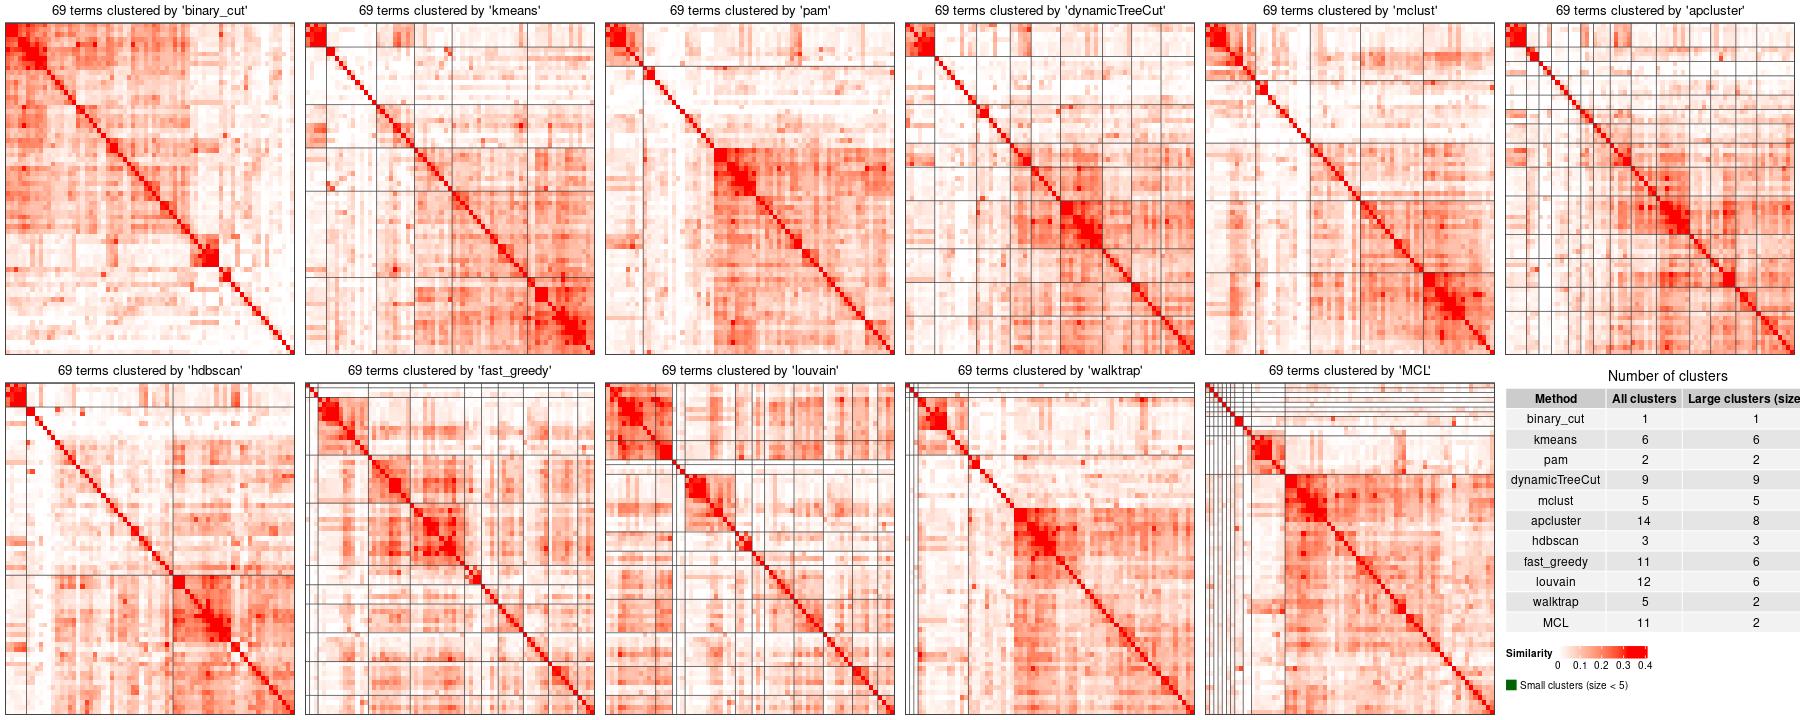 69 terms clustered by 'binary_cut'
69 terms clustered by 'kmeans'
69 terms clustered by 'pam'
69 terms clustered by 'dynamicTreeCut'
69 terms clustered by 'mclust'
69 terms clustered by 'apcluster'
69 terms clustered by 'hdbscan'
69 terms clustered by 'fast_greedy'
69 terms clustered by 'louvain'
69 terms clustered by 'walktrap'
69 terms clustered by 'MCL'
Number of clusters
Method All clusters Large clusters (size
binary_cut 1 1
kmeans 6 6
pam 2 2
dynamicTreeCut 9 9
mclust 5 5
apcluster 14 8
hdbscan 3 3
fast_greedy 11 6
louvain 12 6
walktrap 5 2
MCL 11 2
Similarity
0 0.1 0.2 0.3 0.4
Small clusters (size < 5)